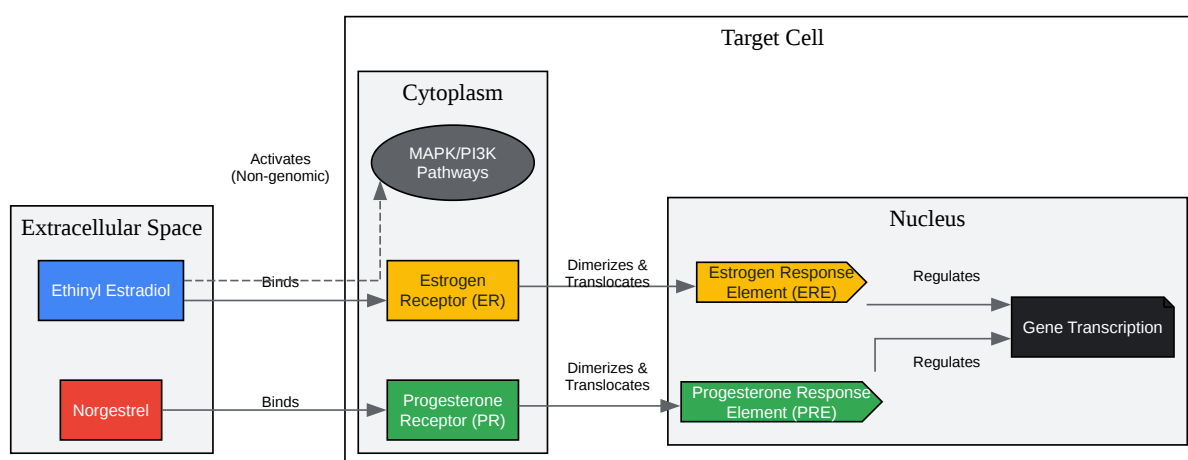 Target Cell
Cytoplasm
MAPK/PI3K
Pathways
Activates
(Non-genomic)
Extracellular Space
Nucleus
Ethinyl Estradiol
Binds
Estrogen
Receptor (ER)
Dimerizes &
Translocates
Estrogen Response
Element (ERE)
Regulates
Gene Transcription
Norgestrel
Binds
Progesterone
Receptor (PR)
Dimerizes &
Translocates
Progesterone Response
Element (PRE)
Regulates